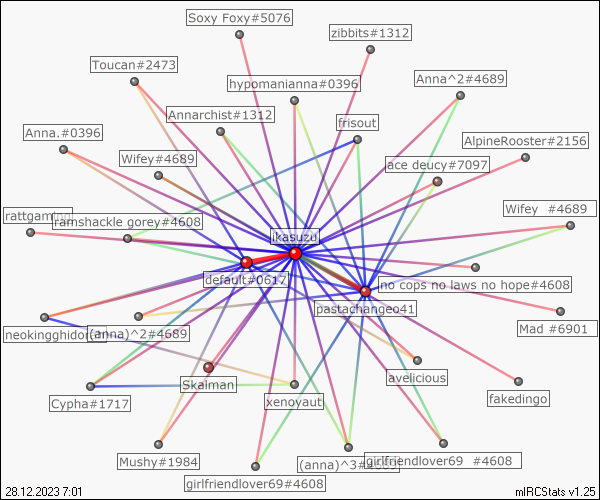 Soxy Foxy#5076
zibbits#1312
Toucan#2473
hypomanianna#0396
Anna^2#4689
Annarchist#1312
frisout
Anna.#0396
AlpineRooster#2156
Wifey#4689
ace deucy#7097
rattgaming
ramshackle gorey#4608
Wifey #4689
ikasuzu
default#0617
no cops no laws no hope#4608
pastachangeo41
Mad #6901
neokingghidorah
(anna)^2#4689
avelicious
Skalman
fakedingo
Cypha#1717
xenoyaut
Mushy#1984
(anna)^3#4689
girlfriendlover69 #4608
girlfriendlover69#4608
28.12.2023 7:01
mIRCStats v1.25